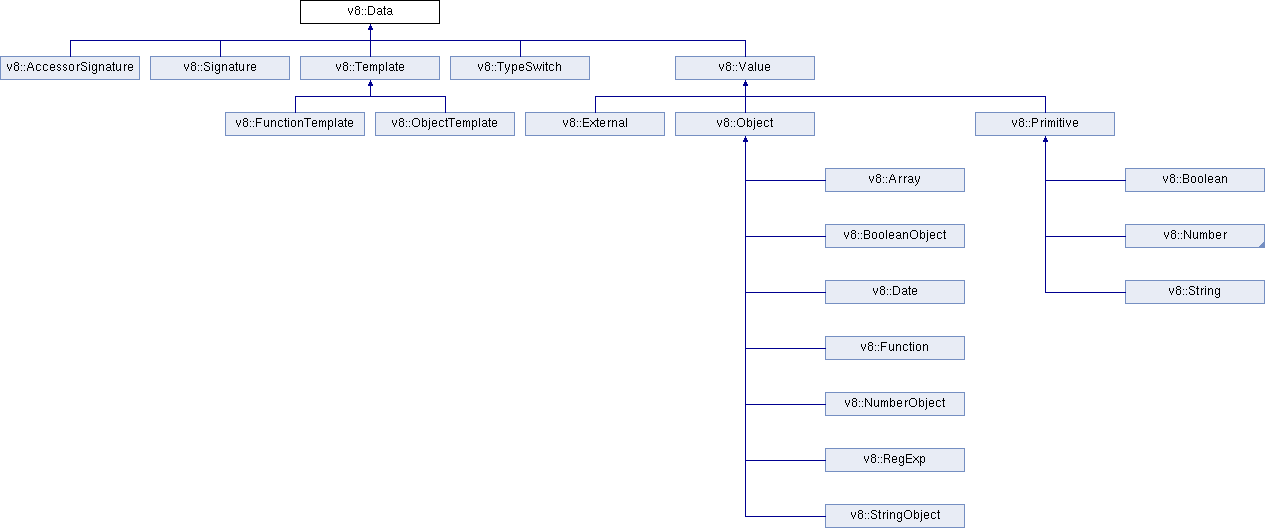 v8::Data
v8::AccessorSignature
v8::Signature
v8::Template
v8::TypeSwitch
v8::Value
v8::FunctionTemplate
v8::ObjectTemplate
v8::External
v8::Object
v8::Primitive
v8::Array
v8::Boolean
v8::BooleanObject
v8::Number
v8::Date
v8::String
v8::Function
v8::NumberObject
v8::RegExp
v8::StringObject